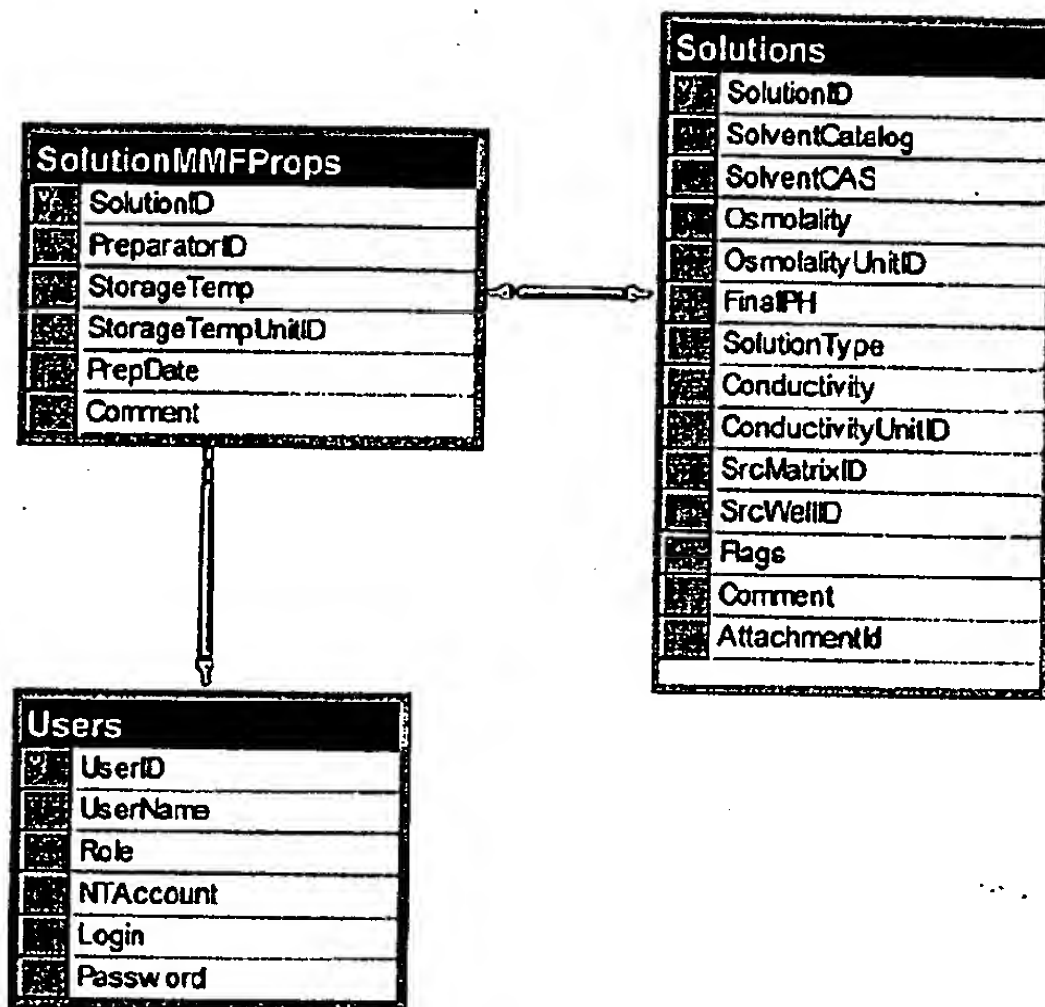 Solutions
SolutionID
SolventCatalog
SolventCAS
Osmolality
OsmolalityUnitID
FinalPH
SolutionType
Conductivity
ConductivityUnitID
SrcMatrixID
SrcWellID
Flags
Comment
AttachmentId
SolutionMMFProps
SolutionID
PreparatorID
StorageTemp
StorageTempUnitID
PrepDate
Comment
Users
UserID
UserName
Role
NTAccount
Login
Password